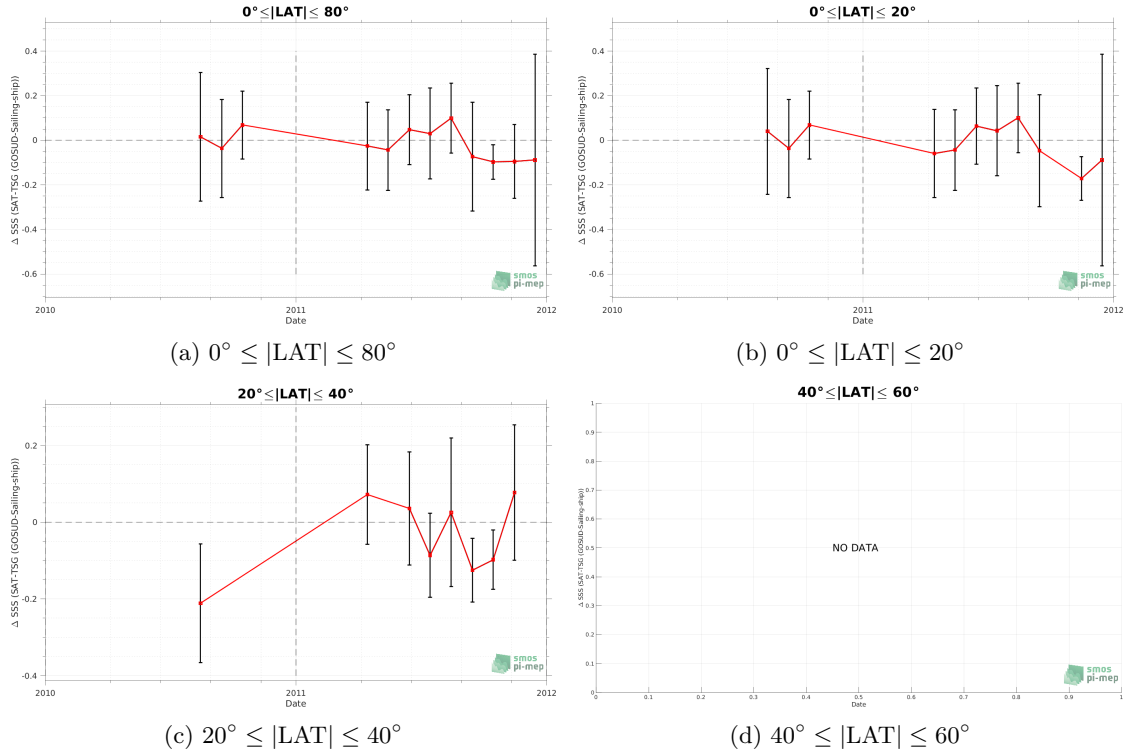 0°≤|LAT|≤ 80°
Δ SSS (SAT-TSG (GOSUD-Sailing-ship))
0.4
0.2
0
-0.2
-0.4
-0.6
smos
pi-mep
2010
2011
2012
Date
(a) 0° ≤ |LAT| ≤ 80°
0°≤|LAT|≤ 20°
Δ SSS (SAT-TSG (GOSUD-Sailing-ship))
0.4
0.2
0
-0.2
-0.4
-0.6
smos
pi-mep
2010
2011
2012
Date
(b) 0° ≤ |LAT| ≤ 20°
20°≤|LAT|≤ 40°
Δ SSS (SAT-TSG (GOSUD-Sailing-ship))
0.2
0
-0.2
-0.4
smos
pi-mep
2010
2011
2012
Date
(c) 20° ≤ |LAT| ≤ 40°
40°≤|LAT|≤ 60°
Δ SSS (SAT-TSG (GOSUD-Sailing-ship))
1
0.9
0.8
0.7
0.6
0.5
0.4
0.3
0.2
0.1
0
NO DATA
smos
pi-mep
0 0.1 0.2 0.3 0.4 0.5 0.6 0.7 0.8 0.9 1
Date
(d) 40° ≤ |LAT| ≤ 60°